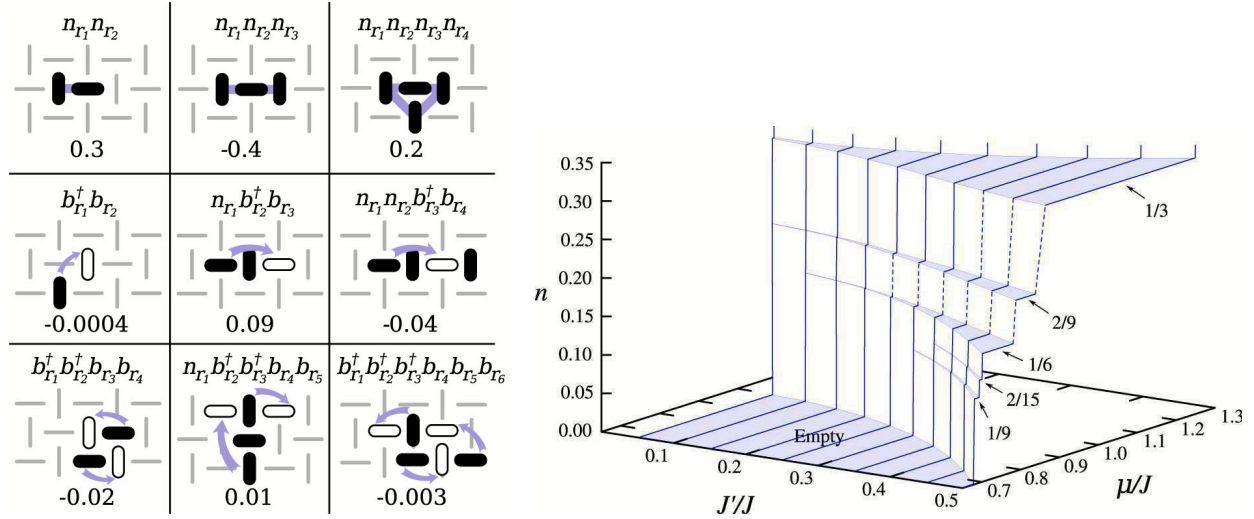 n_{r_1}n_{r_2}
n_{r_1}n_{r_2}n_{r_3}
n_{r_1}n_{r_2}n_{r_3}n_{r_4}
0.3
-0.4
0.2
b^†_{r_1}b_{r_2}
n_{r_1}b^†_{r_2}b_{r_3}
n_{r_1}n_{r_2}b^†_{r_3}b_{r_4}
-0.0004
0.09
-0.04
b^†_{r_1}b^†_{r_2}b_{r_3}b_{r_4}
n_{r_1}b^†_{r_2}b^†_{r_3}b_{r_4}b_{r_5}
b^†_{r_1}b^†_{r_2}b^†_{r_3}b_{r_4}b_{r_5}b_{r_6}
-0.02
0.01
-0.003
n
0.35
0.30
0.25
0.20
0.15
0.10
0.05
0.00
0.1
0.2
0.3
0.4
0.5
J'/J
0.7
0.8
0.9
1.0
1.1
1.2
1.3
μ/J
Empty
1/3
2/9
1/6
2/15
1/9